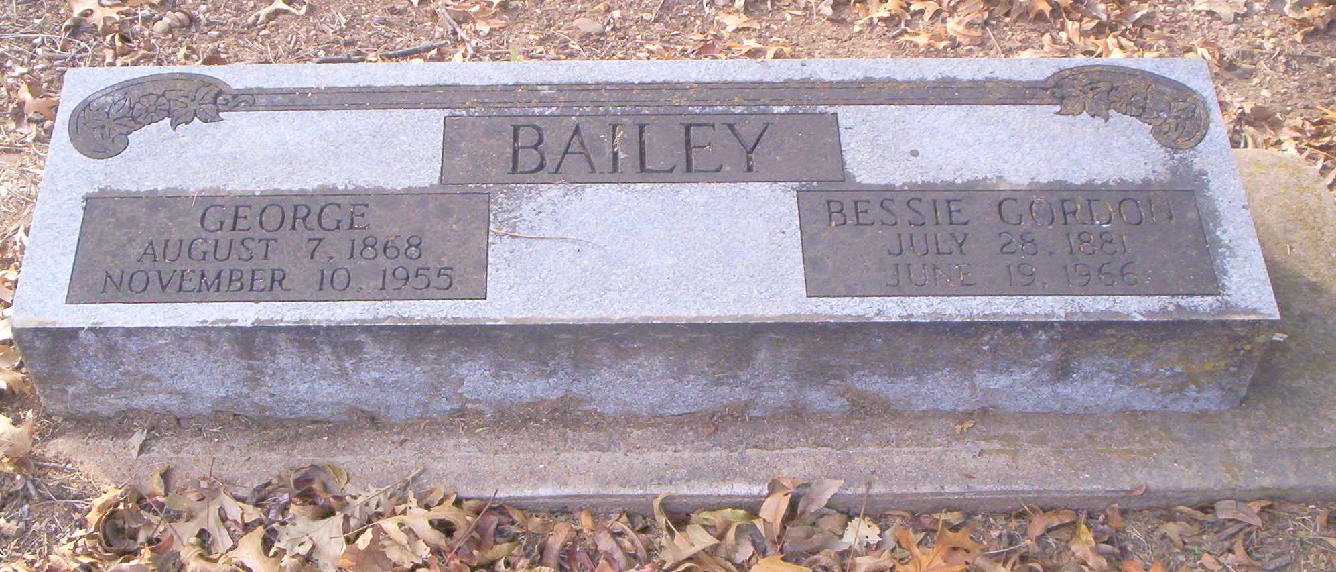 BAILEY
GEORGE
AUGUST 7, 1868
NOVEMBER 10, 1955
BESSIE GORDON
JULY 28, 1881
JUNE 19, 1966